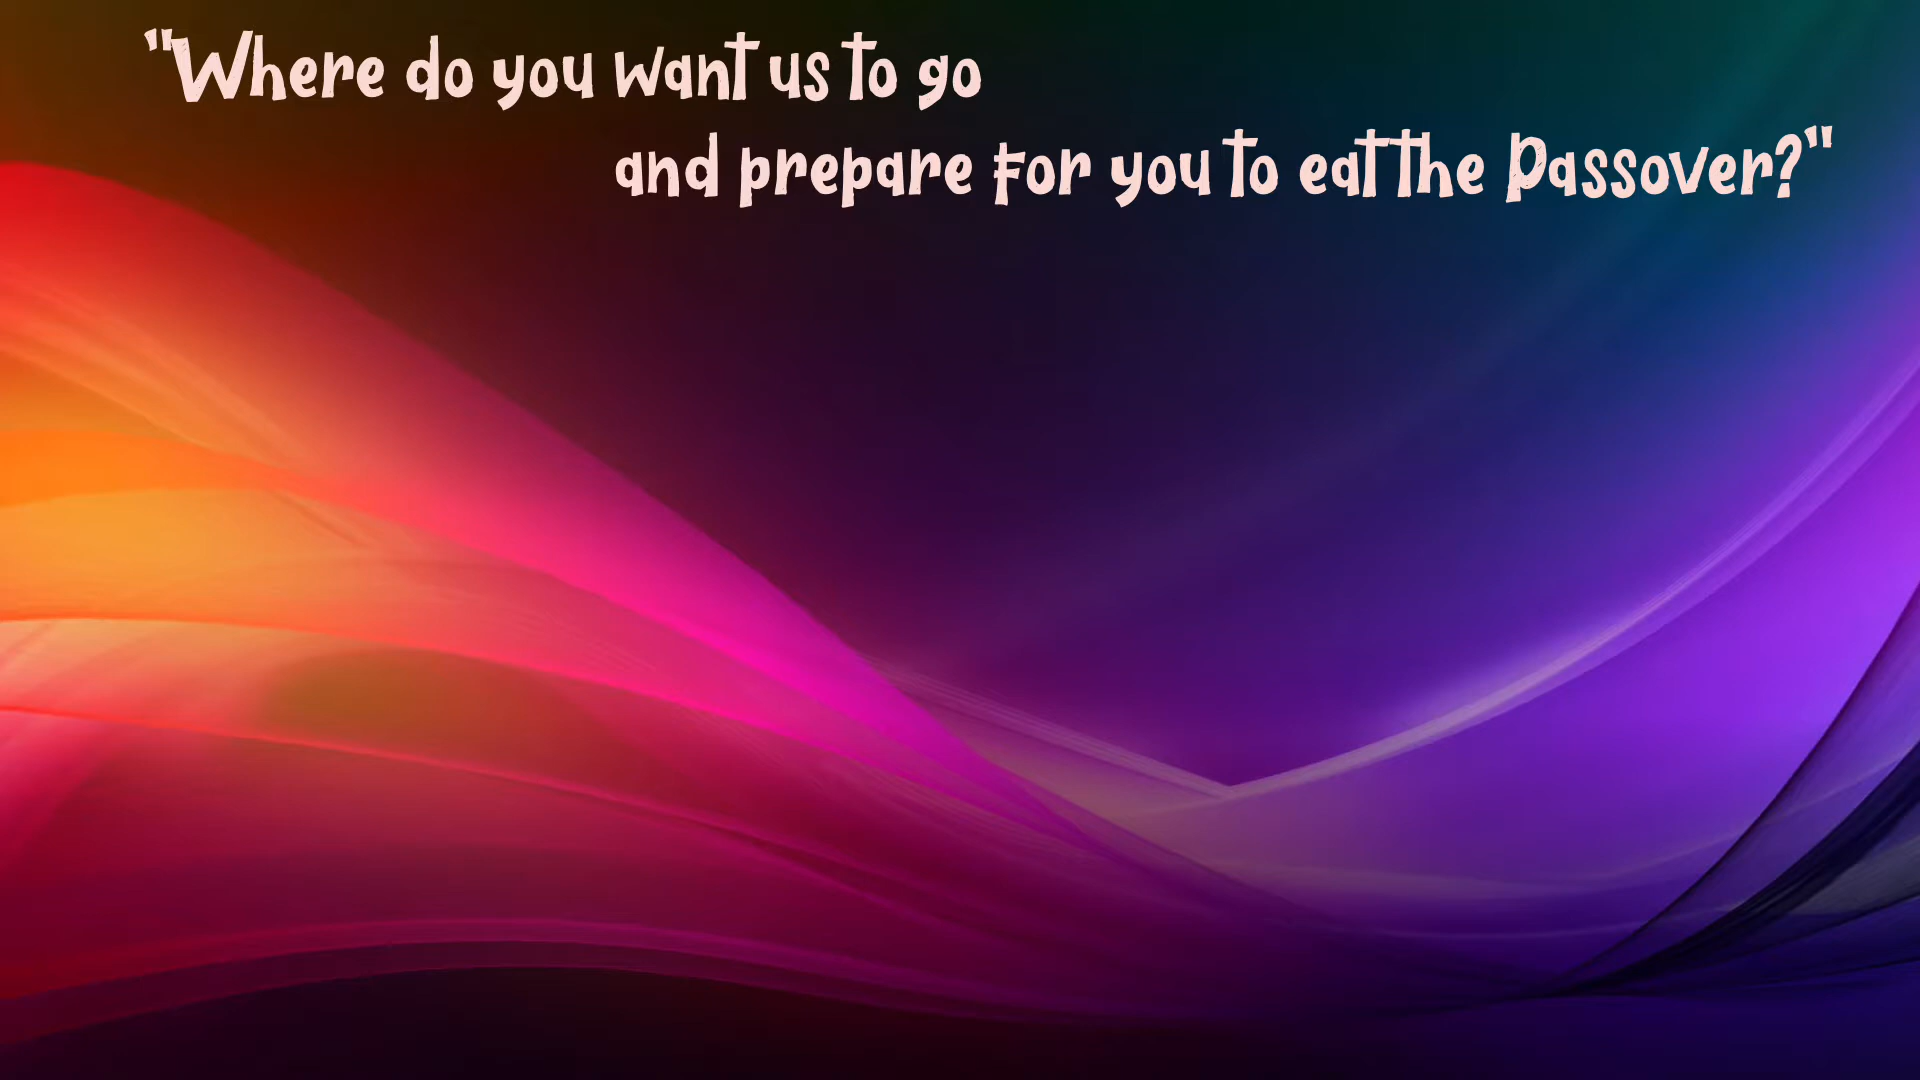 "Where do you want us to go
and prepare for you to eat the Passover?"